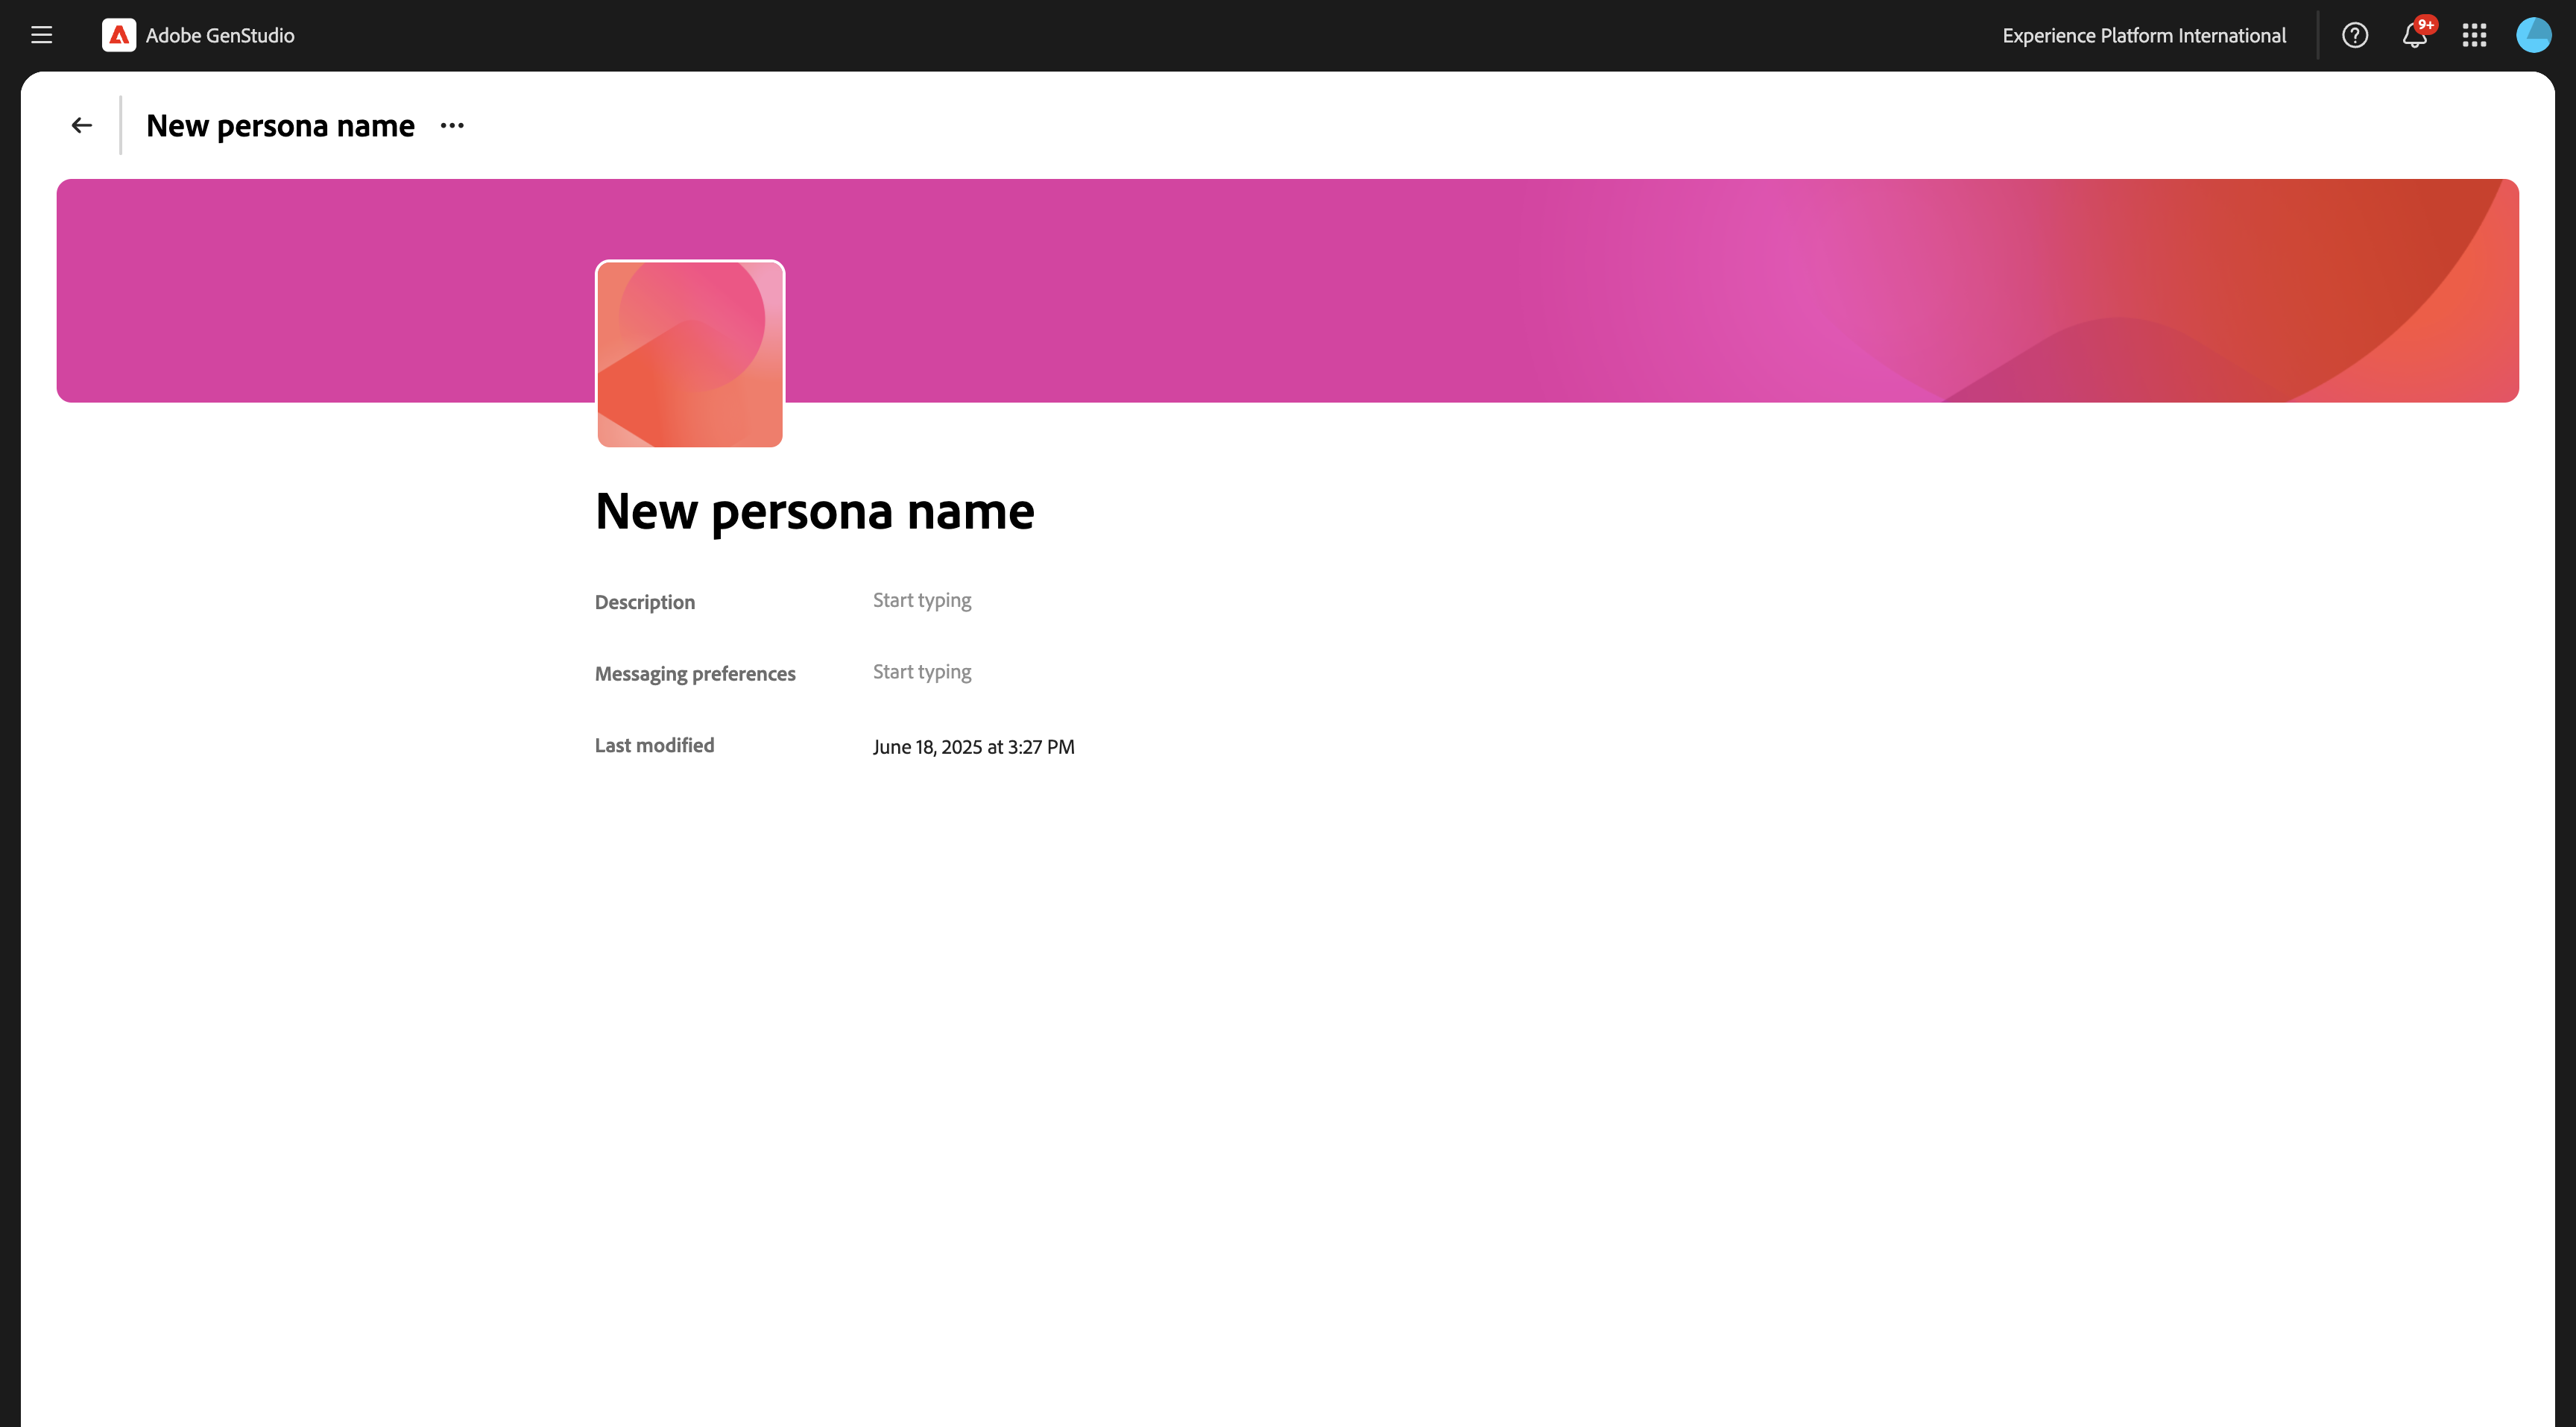 Adobe GenStudio
Experience Platform International
9+
New persona name
New persona name
Description
Start typing
Messaging preferences
Start typing
Last modified
June 18, 2025 at 3:27 PM